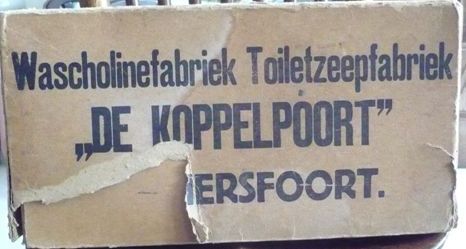 Wascholinefabriek Toiletzeepfabriek
„DE KOPPELPOORT”
ERSFOORT.